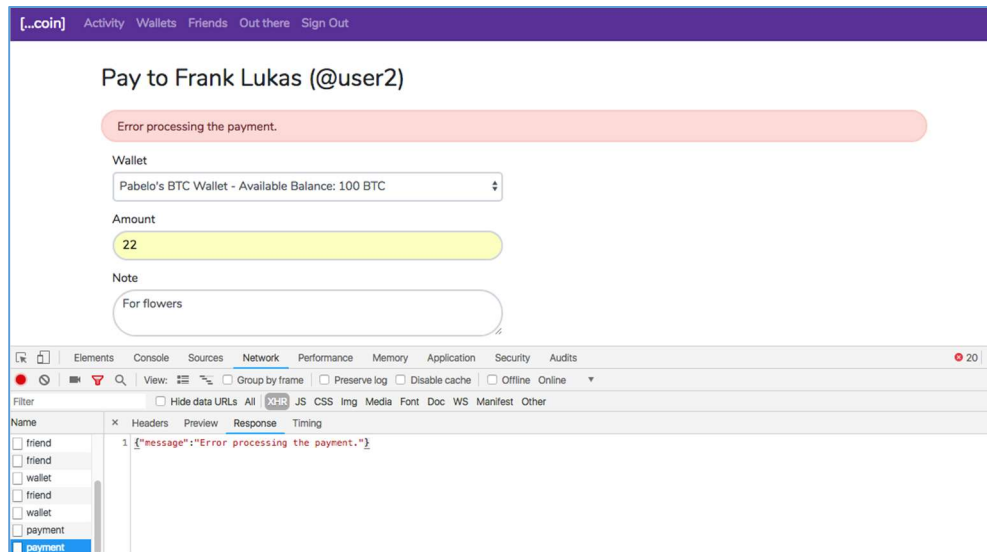 [...coin] Activity Wallets Friends Out there Sign Out
Pay to Frank Lukas (@user2)
Error processing the payment.
Wallet
Pabelo's BTC Wallet - Available Balance: 100 BTC
Amount
22
Note
For flowers
Elements Console Sources Network Performance Memory Application Security Audits 20
View: Group by frame Preserve log Disable cache Offline Online
Filter Hide data URLs All XHR JS CSS Img Media Font Doc WS Manifest Other
Name × Headers Preview Response Timing
friend 1 {"message":"Error processing the payment."}
friend
wallet
friend
wallet
payment
payment